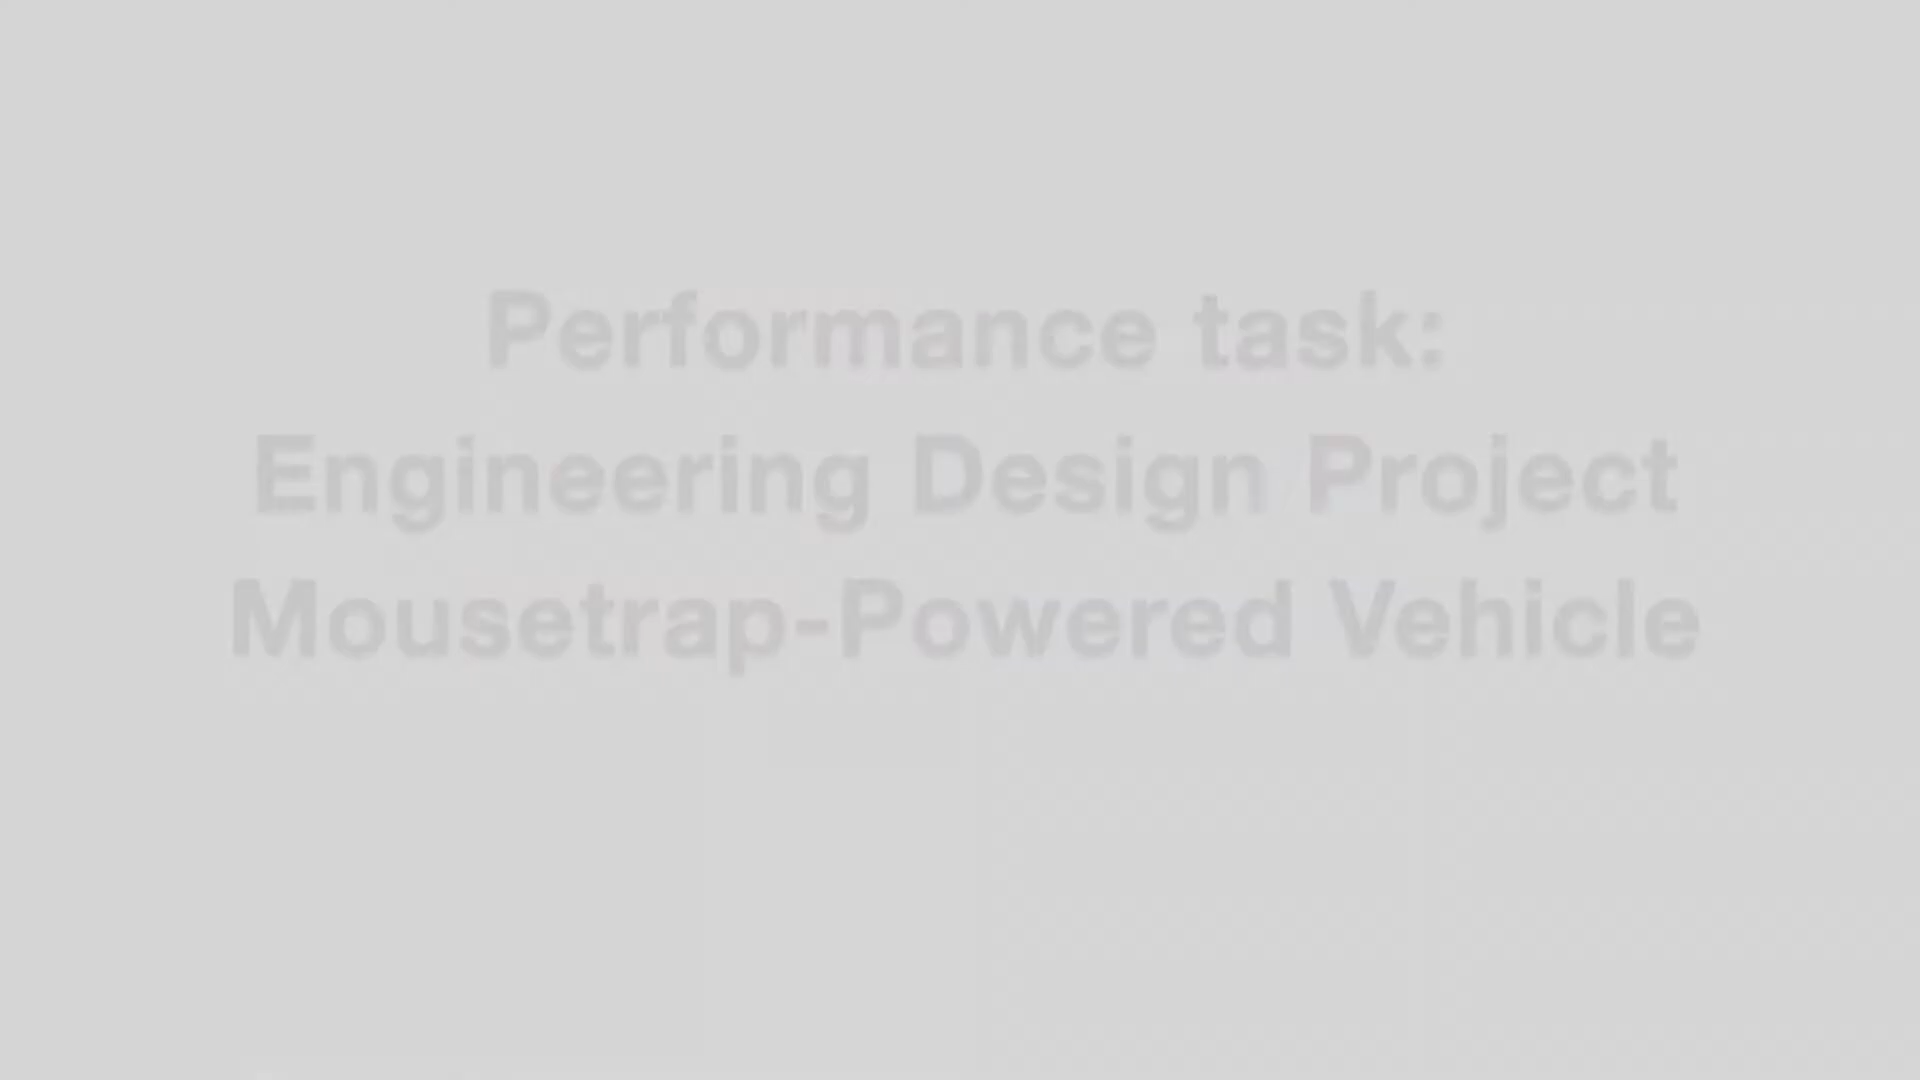 Performance task:
Engineering Design Project
Mousetrap-Powered Vehicle